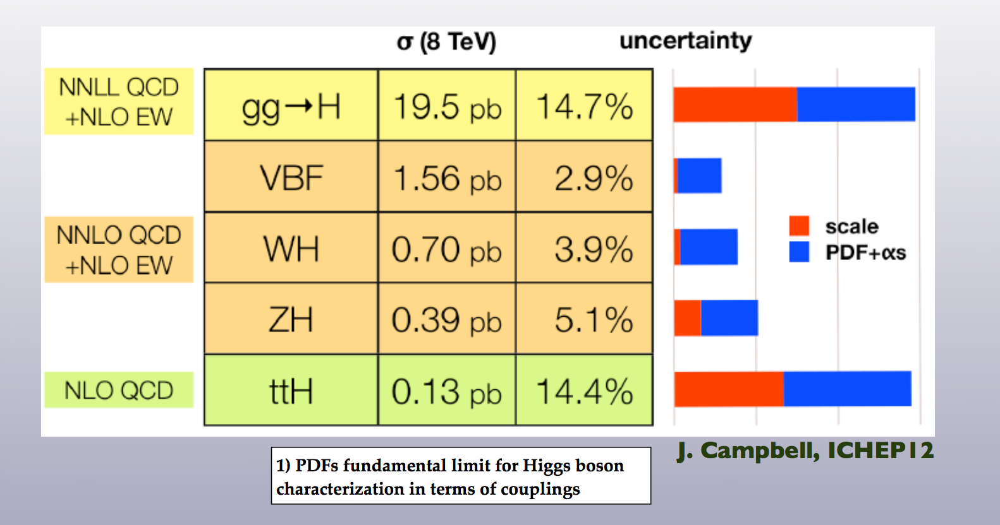 σ (8 TeV) uncertainty
NNLL QCD
+NLO EW
gg→H 19.5 pb 14.7%
VBF 1.56 pb 2.9%
NNLO QCD
+NLO EW
WH 0.70 pb 3.9%
scale
PDF+αs
ZH 0.39 pb 5.1%
NLO QCD ttH 0.13 pb 14.4%
J. Campbell, ICHEP12
1) PDFs fundamental limit for Higgs boson
characterization in terms of couplings